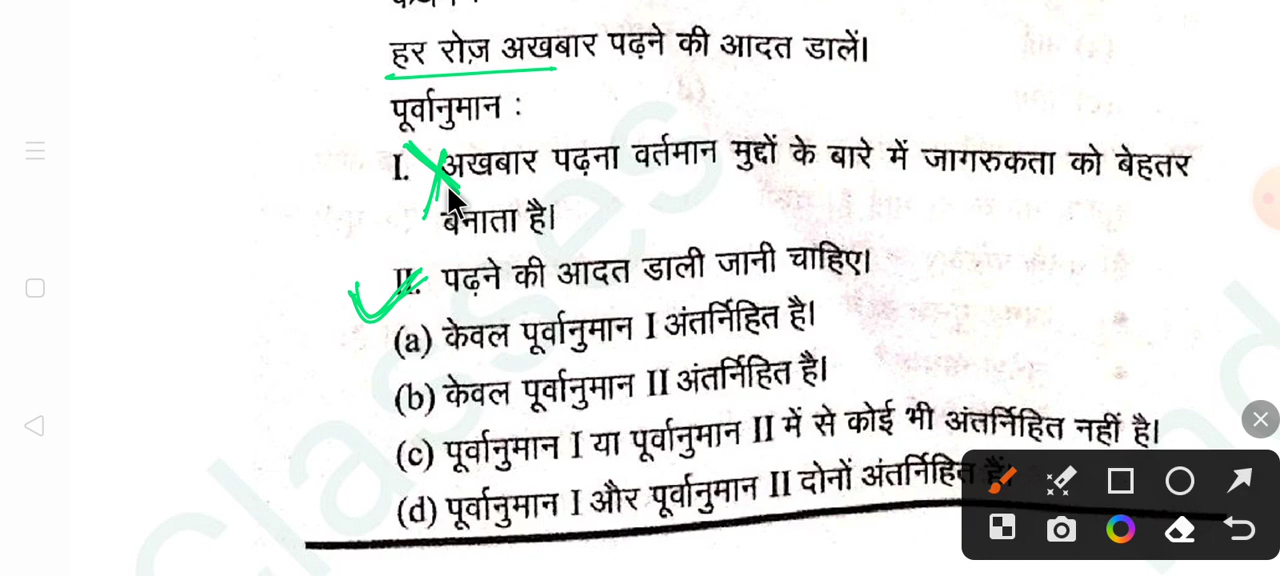 हर रोज़ अखबार पढ़ने की आदत डालें।
पूर्वानुमान :
I. अखबार पढ़ना वर्तमान मुद्दों के बारे में जागरुकता को बेहतर
बनाता है।
II. पढ़ने की आदत डाली जानी चाहिए।
(a) केवल पूर्वानुमान I अंतर्निहित है।
(b) केवल पूर्वानुमान II अंतर्निहित है।
(c) पूर्वानुमान I या पूर्वानुमान II में से कोई भी अंतर्निहित नहीं है।
(d) पूर्वानुमान I और पूर्वानुमान II दोनों अंतर्निहित हैं।
Classes